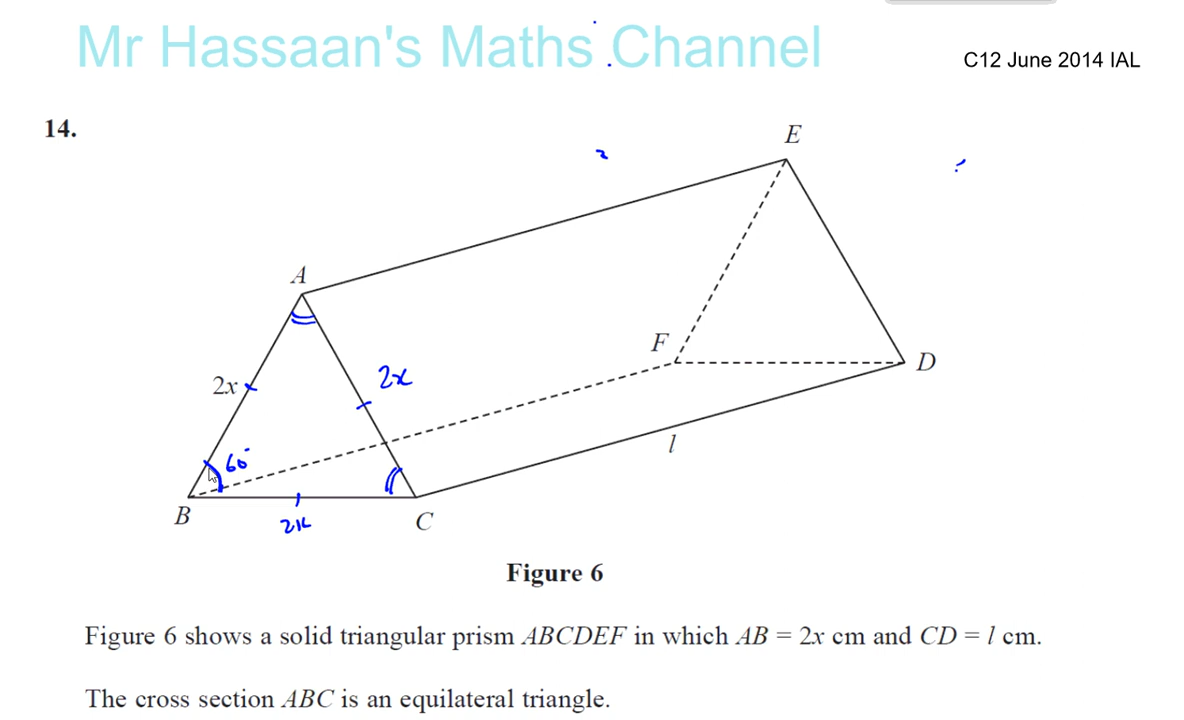 Mr Hassaan's Maths Channel
C12 June 2014 IAL
14.
E
A
F
D
2x
2x
60°
l
B
2x
C
Figure 6
Figure 6 shows a solid triangular prism ABCDEF in which AB = 2x cm and CD = l cm.
The cross section ABC is an equilateral triangle.